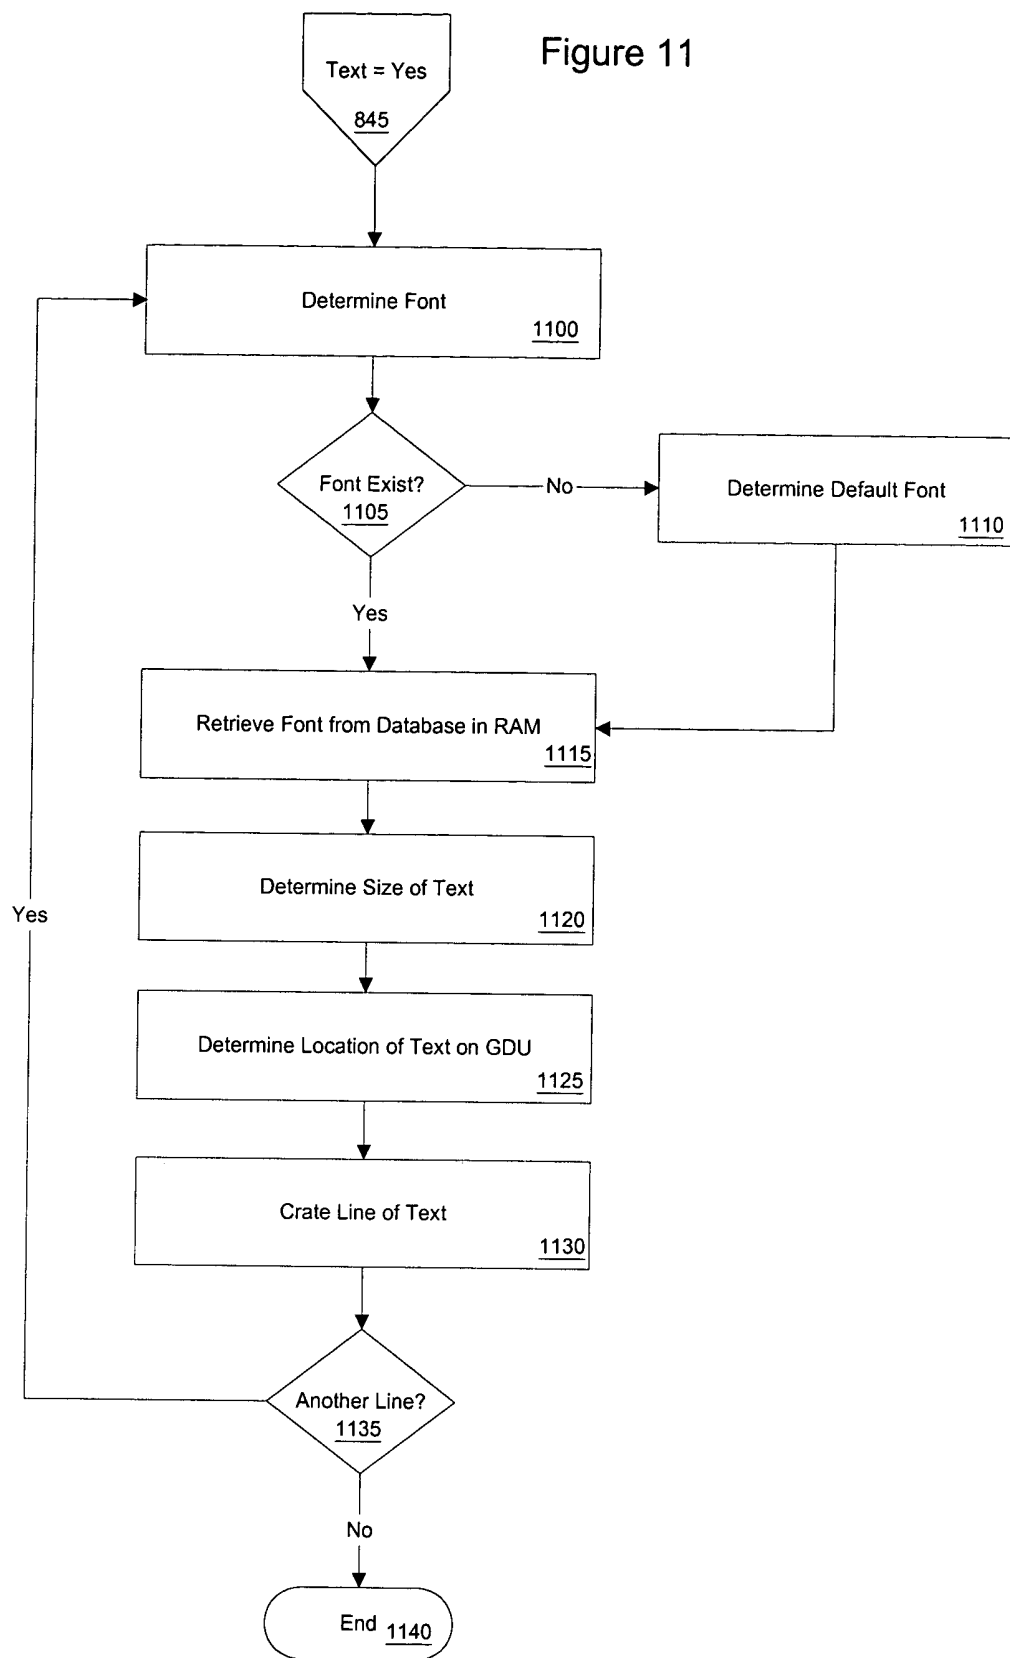 Figure 11
Text = Yes
845
Determine Font
1100
Font Exist?
1105
No
Determine Default Font
1110
Yes
Retrieve Font from Database in RAM
1115
Determine Size of Text
1120
Yes
Determine Location of Text on GDU
1125
Crate Line of Text
1130
Another Line?
1135
No
End 1140